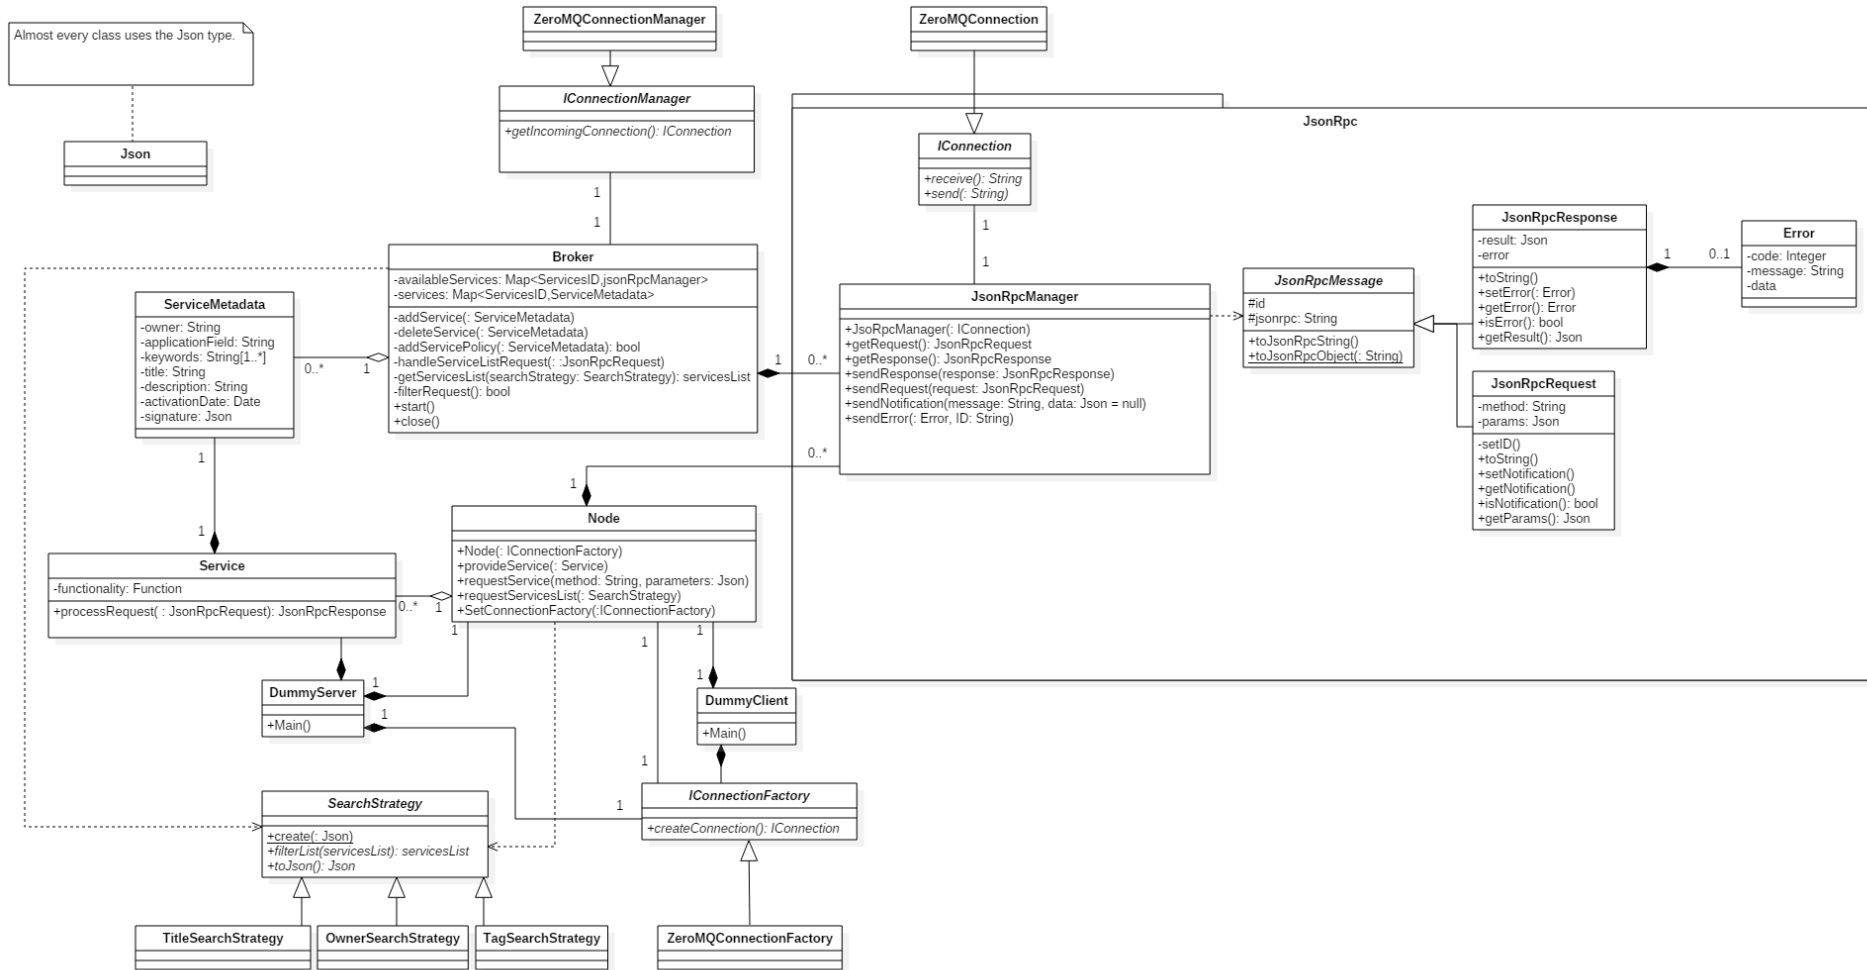 Almost every class uses the Json type.
Json
ZeroMQConnectionManager
IConnectionManager
+getIncomingConnection(): IConnection
1
1
ZeroMQConnection
JsonRpc
IConnection
+receive(): String
+send(: String)
1
1
Broker
-availableServices: Map<ServicesID,jsonRpcManager>
-services: Map<ServicesID,ServiceMetadata>
-addService(: ServiceMetadata)
-deleteService(: ServiceMetadata)
-addServicePolicy(: ServiceMetadata): bool
-handleServiceListRequest(: :JsonRpcRequest)
-getServicesList(searchStrategy: SearchStrategy): servicesList
-filterRequest(): bool
+start()
+close()
ServiceMetadata
-owner: String
-applicationField: String
-keywords: String[1..*]
-title: String
-description: String
-activationDate: Date
-signature: Json
0..*
1
1
0..*
JsonRpcManager
+JsoRpcManager(: IConnection)
+getRequest(): JsonRpcRequest
+getResponse(): JsonRpcResponse
+sendResponse(response: JsonRpcResponse)
+sendRequest(request: JsonRpcRequest)
+sendNotification(message: String, data: Json = null)
+sendError(: Error, ID: String)
JsonRpcMessage
#id
#jsonrpc: String
+toJsonRpcString()
+toJsonRpcObject(: String)
JsonRpcResponse
-result: Json
-error
+toString()
+setError(: Error)
+getError(): Error
+isError(): bool
+getResult(): Json
1
0..1
Error
-code: Integer
-message: String
-data
JsonRpcRequest
-method: String
-params: Json
-setID()
+toString()
+setNotification()
+getNotification()
+isNotification(): bool
+getParams(): Json
0..*
1
1
1
Node
+Node(: IConnectionFactory)
+provideService(: Service)
+requestService(method: String, parameters: Json)
+requestServicesList(: SearchStrategy)
+SetConnectionFactory(:IConnectionFactory)
Service
-functionality: Function
+processRequest( : JsonRpcRequest): JsonRpcResponse
0..*
1
1
1
1
1
1
1
DummyServer
+Main()
1
DummyClient
+Main()
1
1
IConnectionFactory
+createConnection(): IConnection
SearchStrategy
+create(: Json)
+filterList(servicesList): servicesList
+toJson(): Json
TitleSearchStrategy
OwnerSearchStrategy
TagSearchStrategy
ZeroMQConnectionFactory